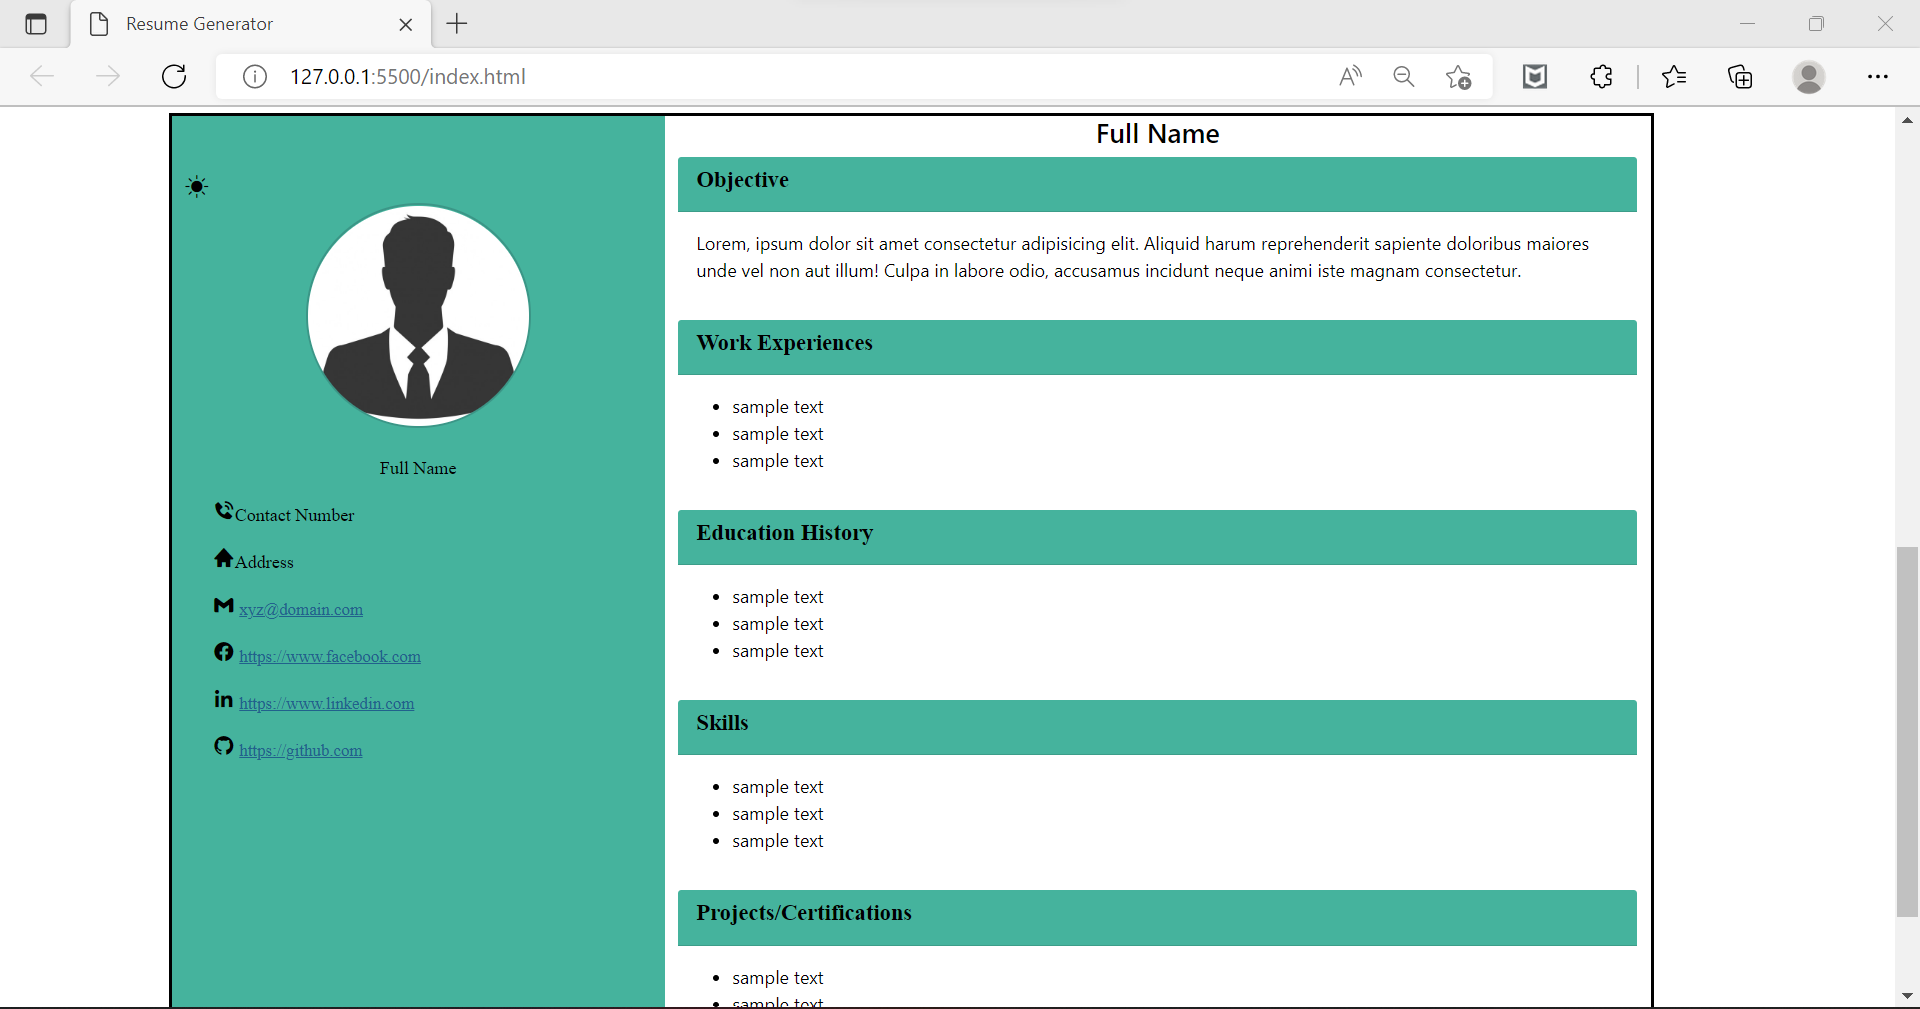 Resume Generator
127.0.0.1:5500/index.html
Full Name
Contact Number
Address
xyz@domain.com
https://www.facebook.com
https://www.linkedin.com
https://github.com
Full Name
Objective
Lorem, ipsum dolor sit amet consectetur adipisicing elit. Aliquid harum reprehenderit sapiente doloribus maiores
unde vel non aut illum! Culpa in labore odio, accusamus incidunt neque animi iste magnam consectetur.
Work Experiences
sample text
sample text
sample text
Education History
sample text
sample text
sample text
Skills
sample text
sample text
sample text
Projects/Certifications
sample text
sample text